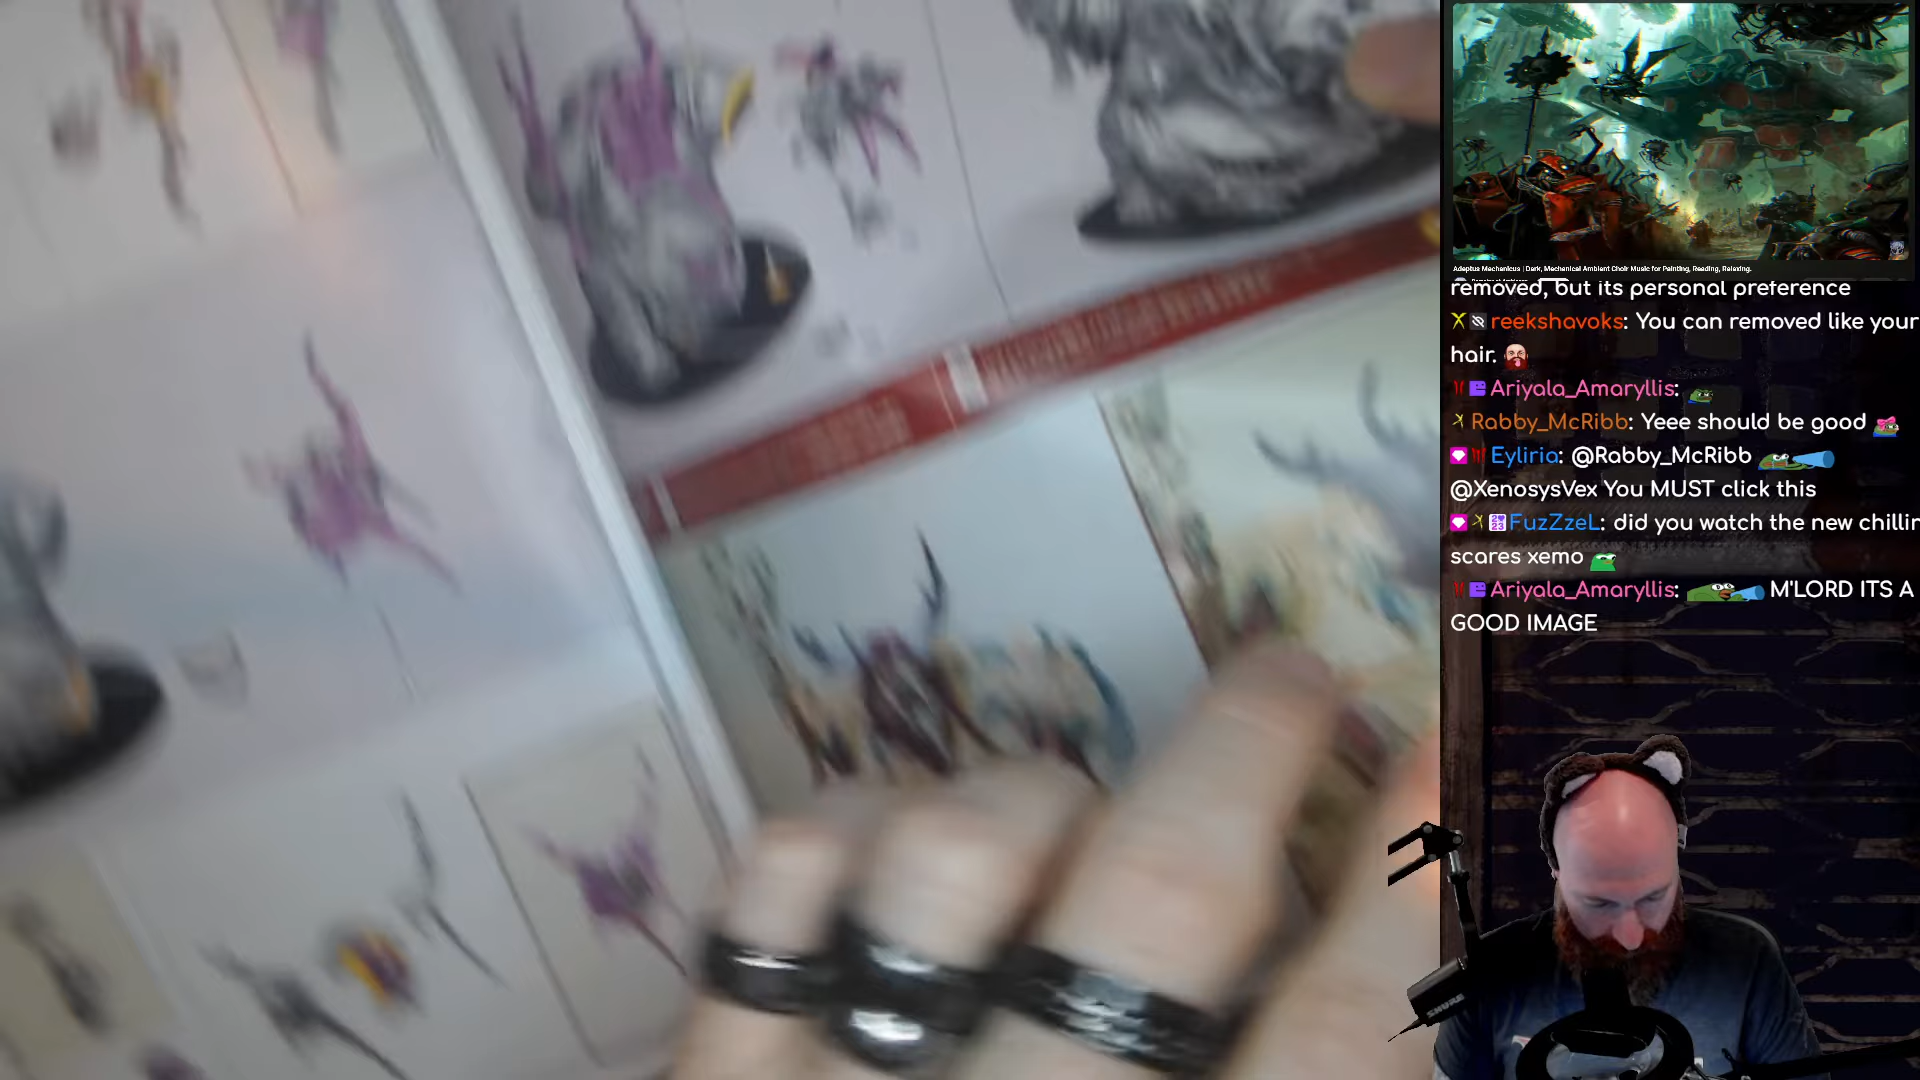 Adeptus Mechanicus | Dark, Mechanical Ambient Choir Music for Painting, Reading, Relaxing.
removed, but its personal preference
reekshavoks: You can removed like your
hair.
Ariyala_Amaryllis:
Rabby_McRibb: Yeee should be good
Eyliria: @Rabby_McRibb
@XenosysVex You MUST click this
FuzZzeL: did you watch the new chillin
scares xemo
Ariyala_Amaryllis: M'LORD ITS A
GOOD IMAGE
SHURE